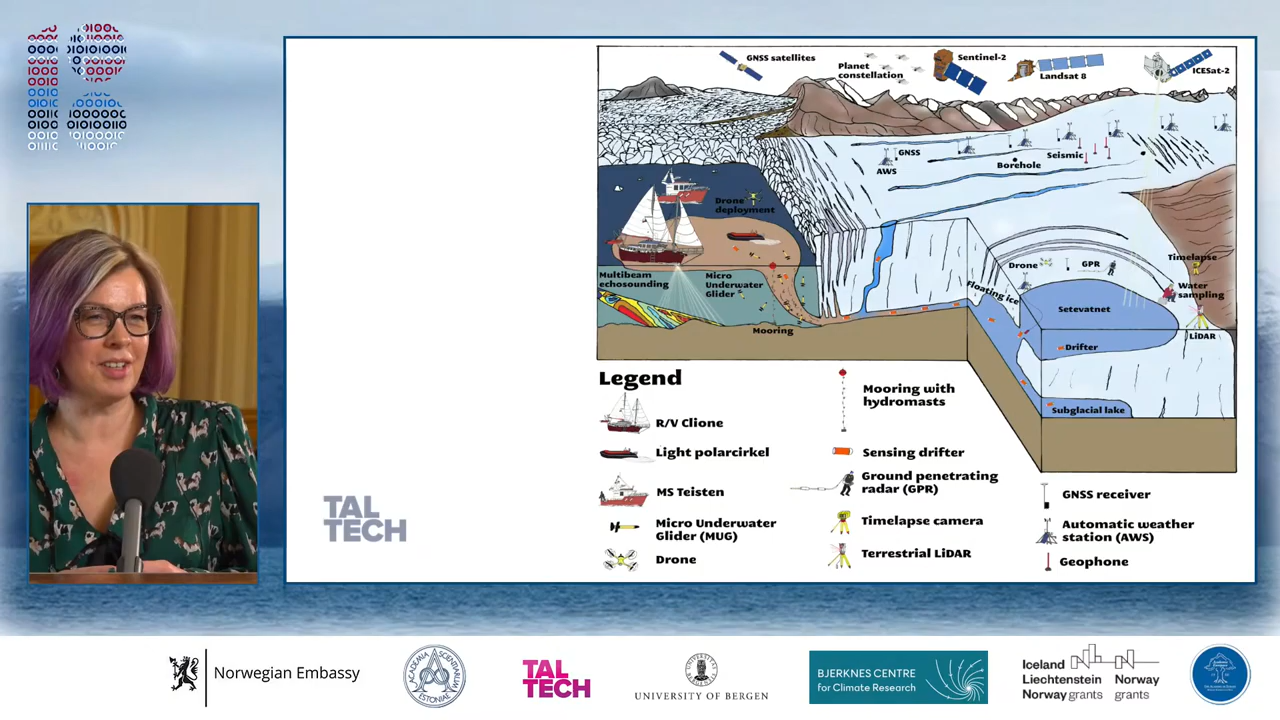 GNSS satellites
Planet
constellation
Sentinel-2
Landsat 8
ICESat-2
GNSS
AWS
Borehole
Seismic
Drone
deployment
Multibeam
echosounding
Micro
Underwater
Glider
Mooring
Floating ice
Drone
GPR
Timelapse
Water
sampling
Setevatnet
LiDAR
Drifter
Subglacial lake
Legend
R/V Clione
Light polarcirkel
MS Teisten
Micro Underwater
Glider (MUG)
Drone
Mooring with
hydromasts
Sensing drifter
Ground penetrating
radar (GPR)
Timelapse camera
Terrestrial LiDAR
GNSS receiver
Automatic weather
station (AWS)
Geophone
TAL
TECH
Norwegian Embassy
TAL
TECH
UNIVERSITY OF BERGEN
BJERKNES CENTRE
for Climate Research
Iceland
Liechtenstein
Norway grants
Norway
grants